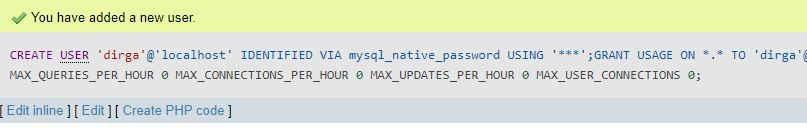 You have added a new user.
CREATE USER 'dirga'@'localhost' IDENTIFIED VIA mysql_native_password USING '***';GRANT USAGE ON *.* TO 'dirga'@
MAX_QUERIES_PER_HOUR 0 MAX_CONNECTIONS_PER_HOUR 0 MAX_UPDATES_PER_HOUR 0 MAX_USER_CONNECTIONS 0;
[ Edit inline ] [ Edit ] [ Create PHP code ]